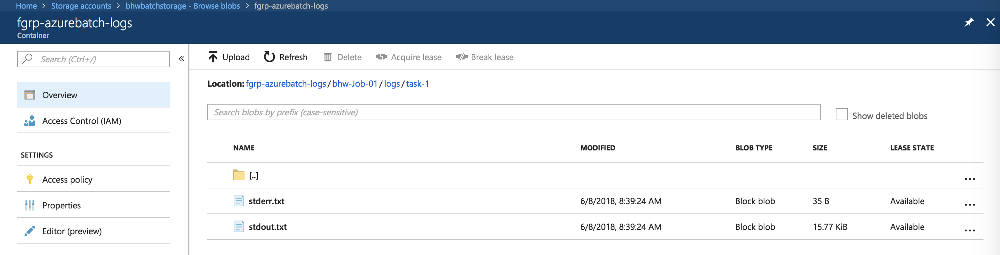 Home > Storage accounts > bhwbatchstorage - Browse blobs > fgrp-azurebatch-logs
fgrp-azurebatch-logs
Container
Search (Ctrl+/)
Overview
Access Control (IAM)
SETTINGS
Access policy
Properties
Editor (preview)
Upload Refresh Delete Acquire lease Break lease
Location: fgrp-azurebatch-logs / bhw-Job-01 / logs / task-1
Search blobs by prefix (case-sensitive)
Show deleted blobs
NAME MODIFIED BLOB TYPE SIZE LEASE STATE
[..] ...
stderr.txt 6/8/2018, 8:39:24 AM Block blob 35 B Available ...
stdout.txt 6/8/2018, 8:39:24 AM Block blob 15.77 KiB Available ...